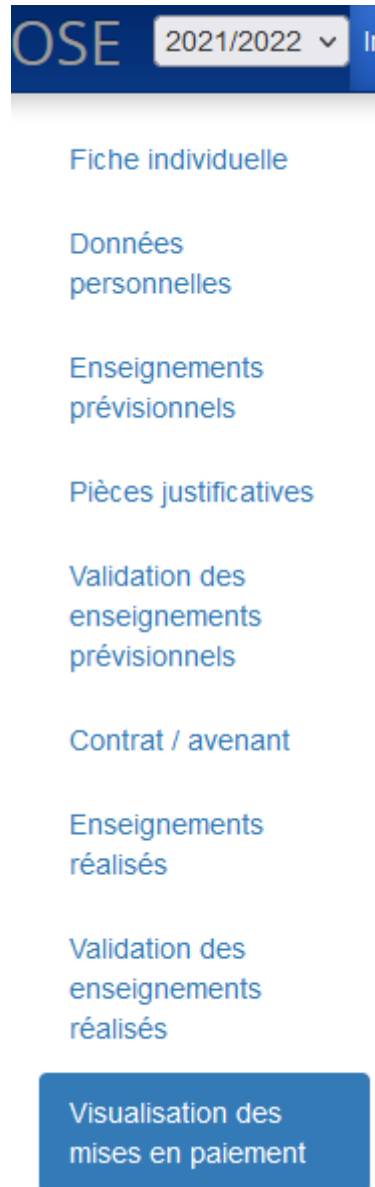 OSE 2021/2022
Fiche individuelle
Données
personnelles
Enseignements
prévisionnels
Pièces justificatives
Validation des
enseignements
prévisionnels
Contrat / avenant
Enseignements
réalisés
Validation des
enseignements
réalisés
Visualisation des
mises en paiement